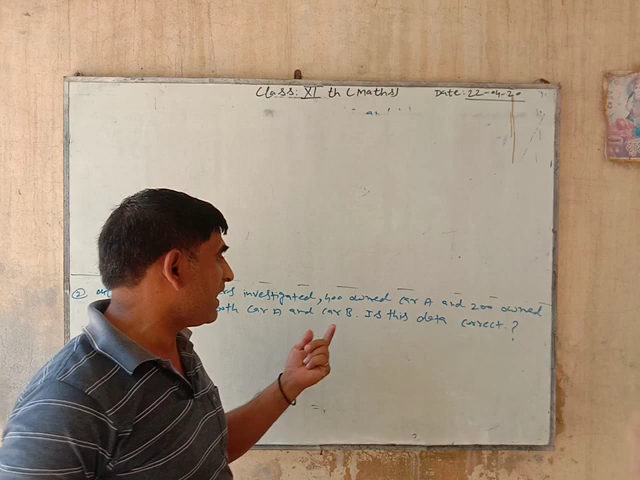 Class: XI th (Maths) Date: 22-04-20
② investigated, 400 owned car A and 200 owned
both car A and car B. Is this data correct?